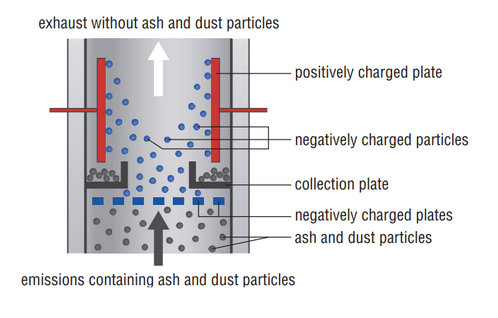 exhaust without ash and dust particles
positively charged plate
negatively charged particles
collection plate
negatively charged plates
ash and dust particles
emissions containing ash and dust particles